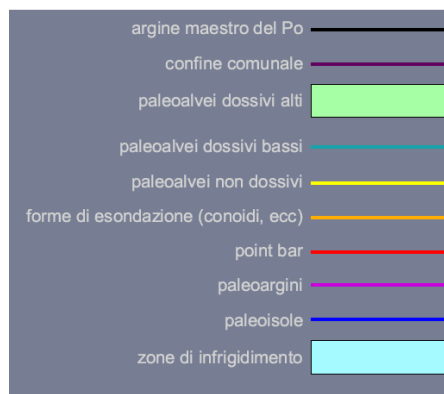 argine maestro del Po
confine comunale
paleoalvei dossivi alti
paleoalvei dossivi bassi
paleoalvei non dossivi
forme di esondazione (conoidi, ecc)
point bar
paleoargini
paleoisole
zone di infrigidimento